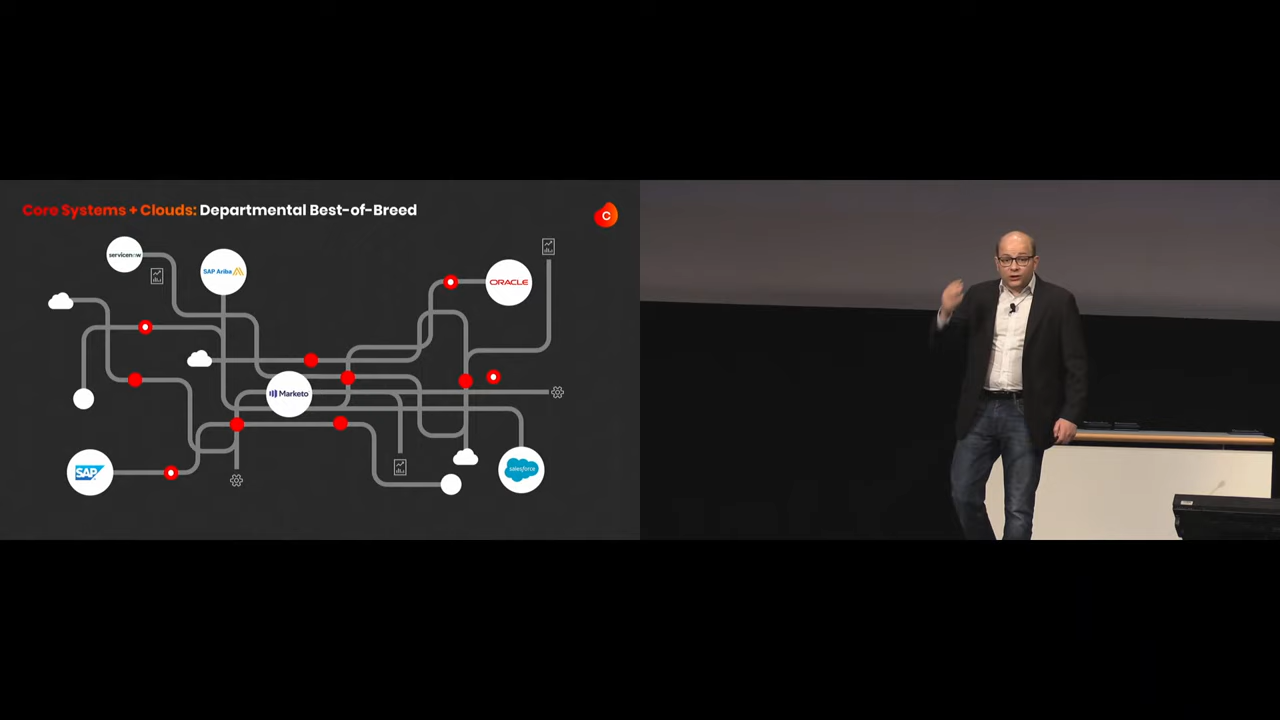 Core Systems + Clouds: Departmental Best-of-Breed
C
servicenow
SAP Ariba
ORACLE
Marketo
SAP
salesforce